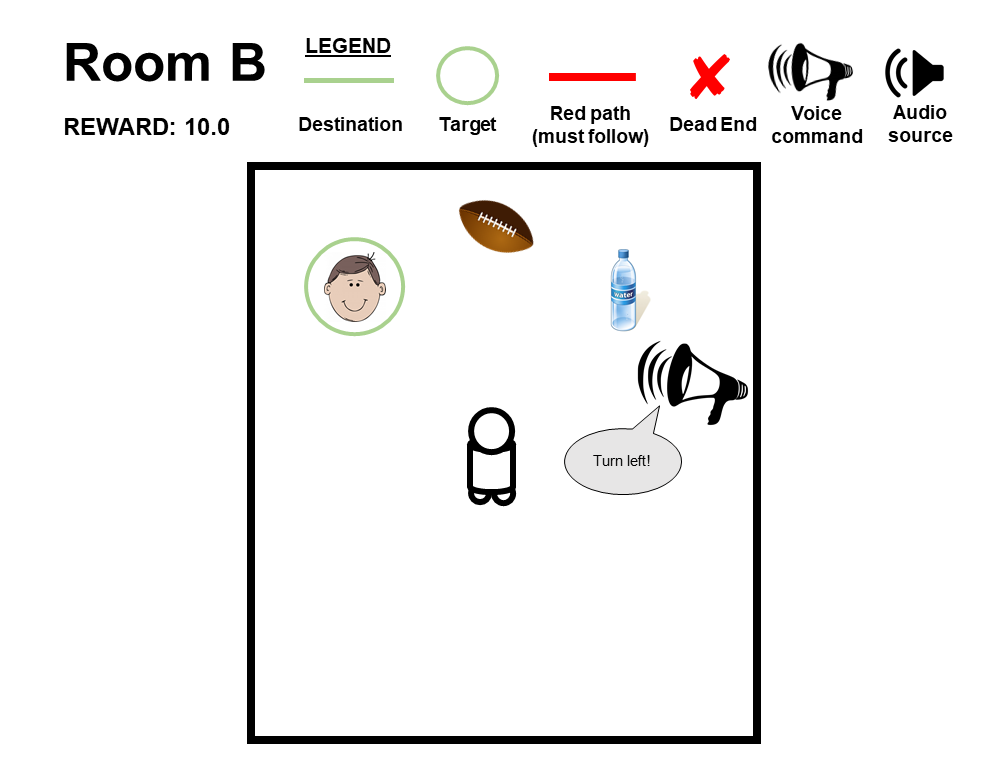 Room B
REWARD: 10.0
LEGEND
Destination
Target
Red path
(must follow)
Dead End
Voice
command
Audio
source
water
Turn left!